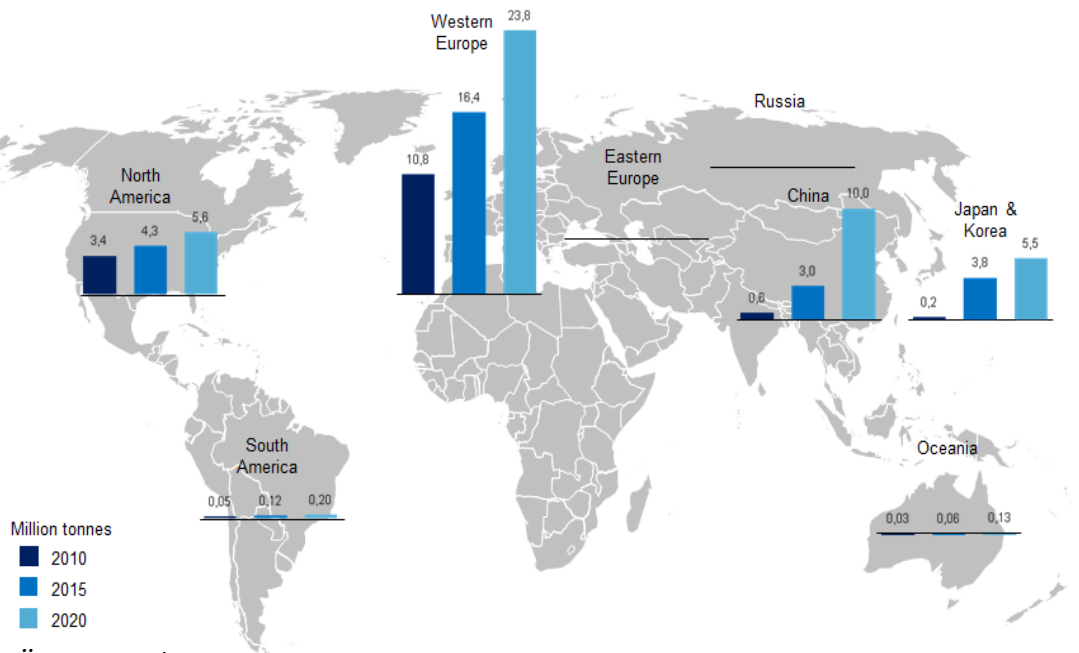 Western
Europe
23,8
16,4
10,8
Russia
Eastern
Europe
North
America
3,4
4,3
5,6
China
0,6
3,0
10,0
Japan &
Korea
0,2
3,8
5,5
South
America
0,05
0,12
0,20
Oceania
0,03
0,06
0,13
Million tonnes
2010
2015
2020